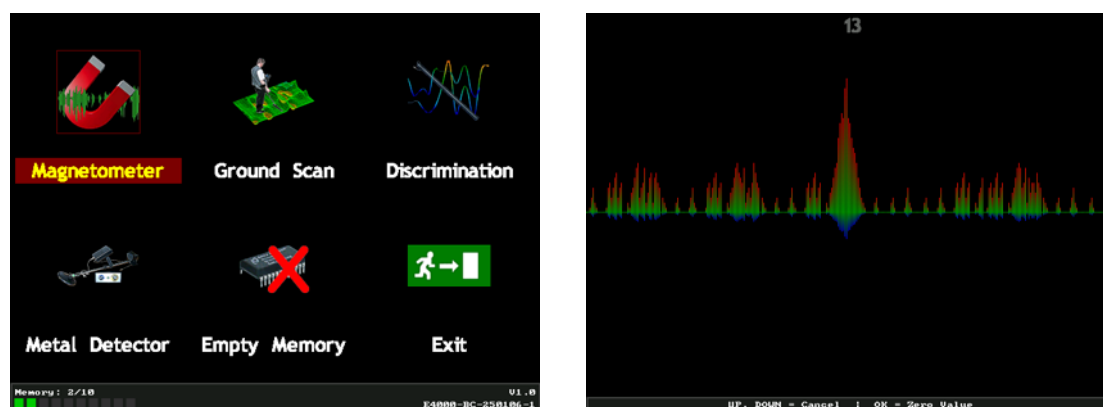 Magnetometer
Ground Scan
Discrimination
Metal Detector
Empty Memory
Exit
Memory: 2/10
V1.0
E4000-BC-250106-1
13
UP, DOWN = Cancel | OK = Zero Value